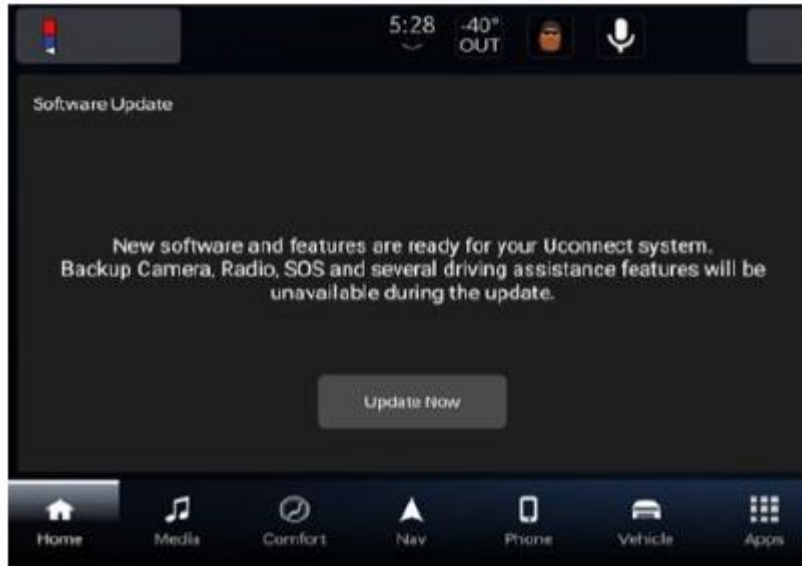 5:28
-40°
OUT
Software Update
New software and features are ready for your Uconnect system.
Backup Camera, Radio, SOS and several driving assistance features will be
unavailable during the update.
Update Now
Home Media Comfort Nav Phone Vehicle Apps